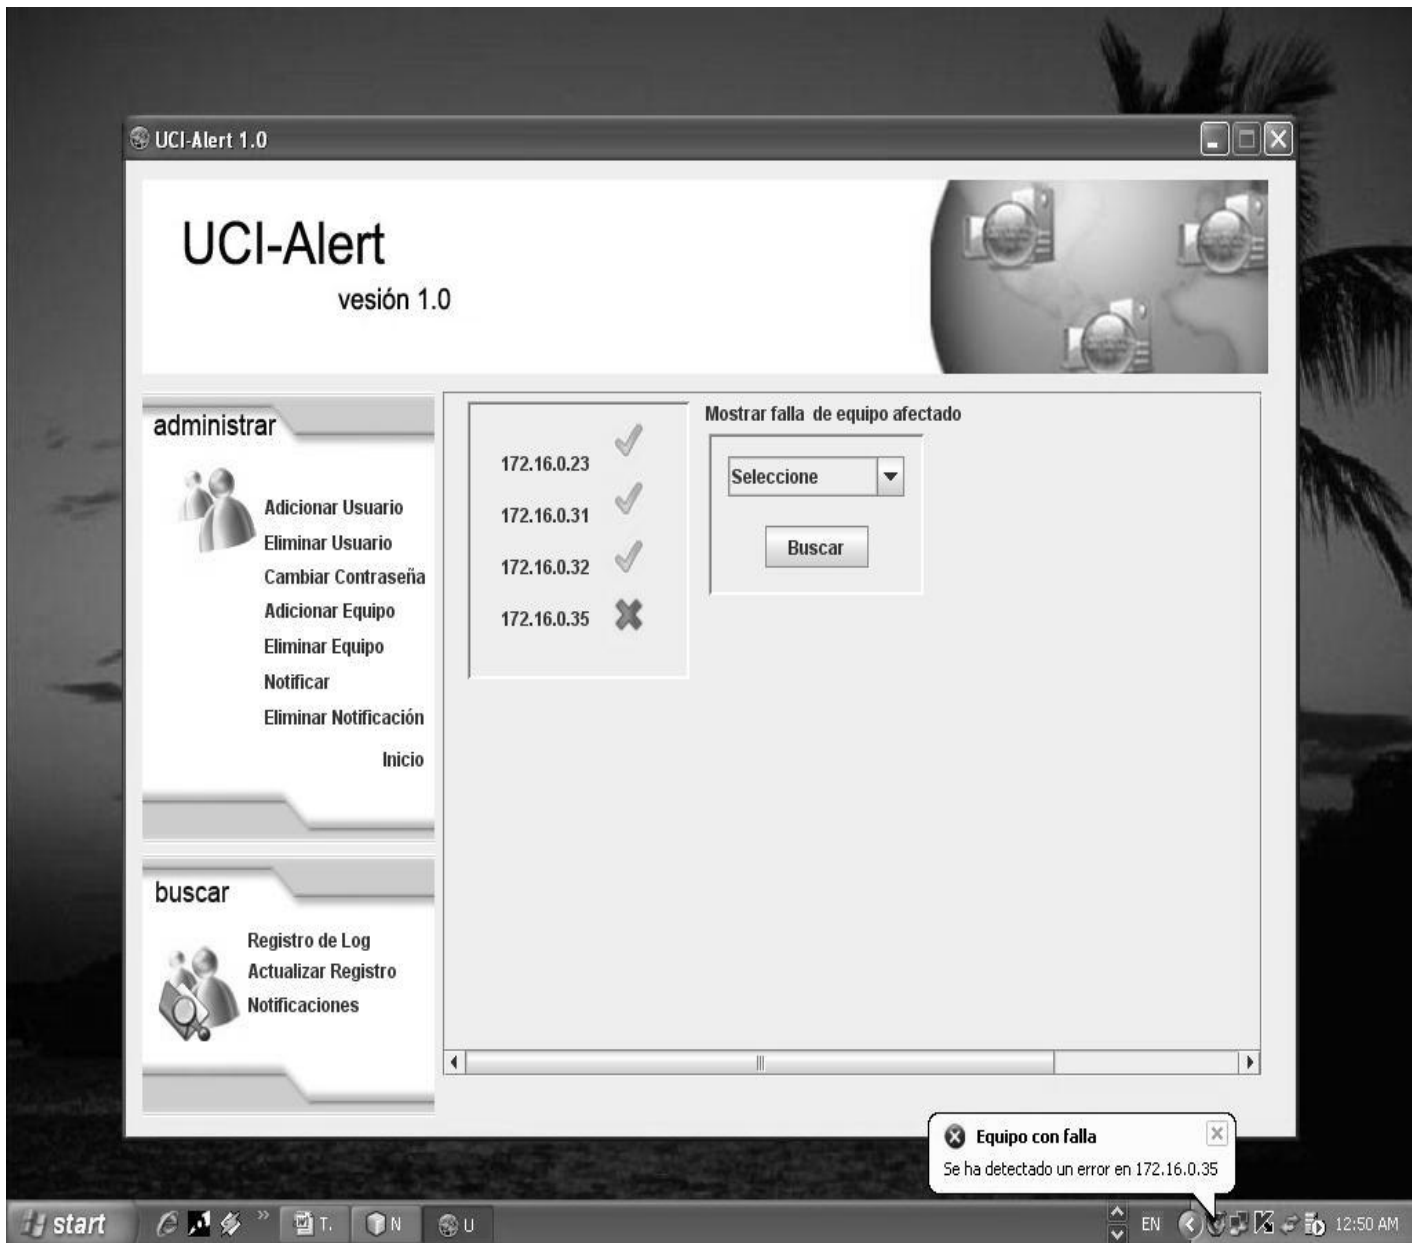 UCI-Alert 1.0
UCI-Alert
vesión 1.0
administrar
Adicionar Usuario
Eliminar Usuario
Cambiar Contraseña
Adicionar Equipo
Eliminar Equipo
Notificar
Eliminar Notificación
Inicio
buscar
Registro de Log
Actualizar Registro
Notificaciones
172.16.0.23
172.16.0.31
172.16.0.32
172.16.0.35
Mostrar falla de equipo afectado
Seleccione
Buscar
Equipo con falla
Se ha detectado un error en 172.16.0.35
start
T.
N
U
EN
12:50 AM